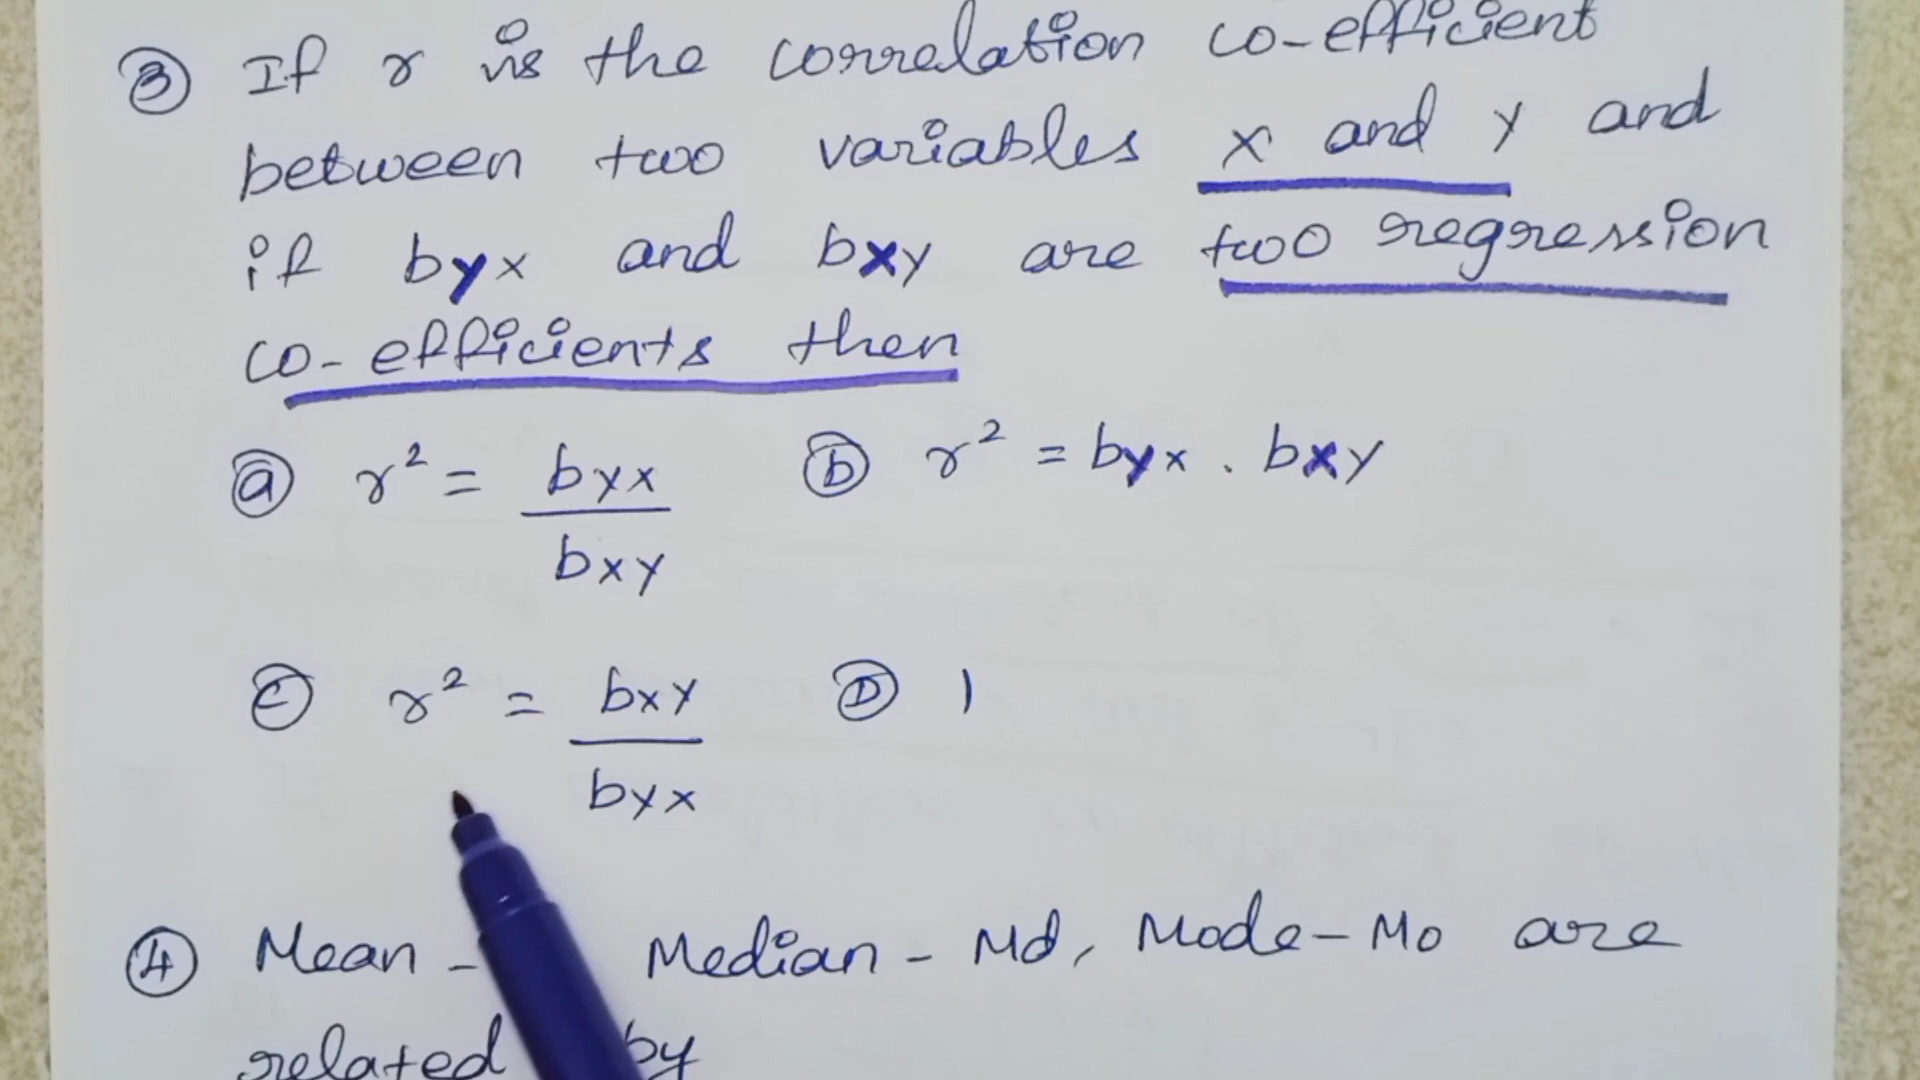 3 If r is the correlation co-efficient
between two variables x and y and
if byx and bxy are two regression
co-efficients then
a r² = byx / bxy b r² = byx . bxy
c r² = bxy / byx D 1
4 Mean - Median - Md, Mode - Mo are
related by